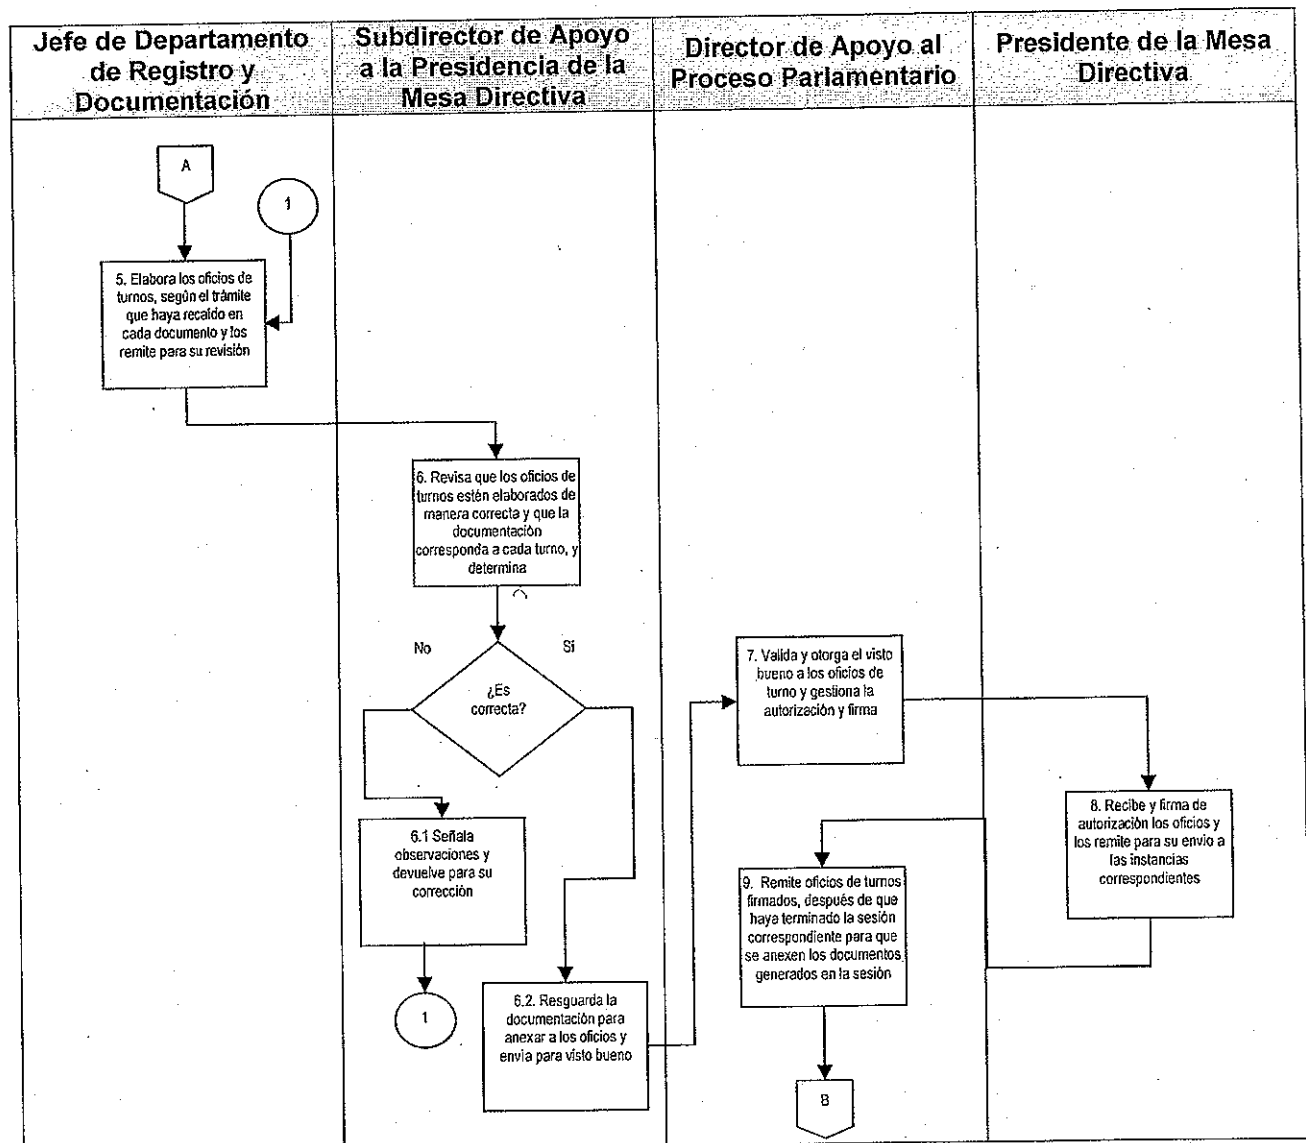 Jefe de Departamento
de Registro y
Documentación
Subdirector de Apoyo
a la Presidencia de la
Mesa Directiva
Director de Apoyo al
Proceso Parlamentario
Presidente de la Mesa
Directiva
A
1
5. Elabora los oficios de
turnos, según el trámite
que haya recaído en
cada documento y los
remite para su revisión
6. Revisa que los oficios de
turnos estén elaborados de
manera correcta y que la
documentación
corresponda a cada turno, y
determina
No
Si
¿Es
correcta?
6.1 Señala
observaciones y
devuelve para su
corrección
1
6.2. Resguarda la
documentación para
anexar a los oficios y
envia para visto bueno
7. Valida y otorga el visto
bueno a los oficios de
turno y gestiona la
autorización y firma
8. Recibe y firma de
autorización los oficios y
los remite para su envio a
las instancias
correspondientes
9. Remite oficios de turnos
firmados, después de que
haya terminado la sesión
correspondiente para que
se anexen los documentos
generados en la sesión
B